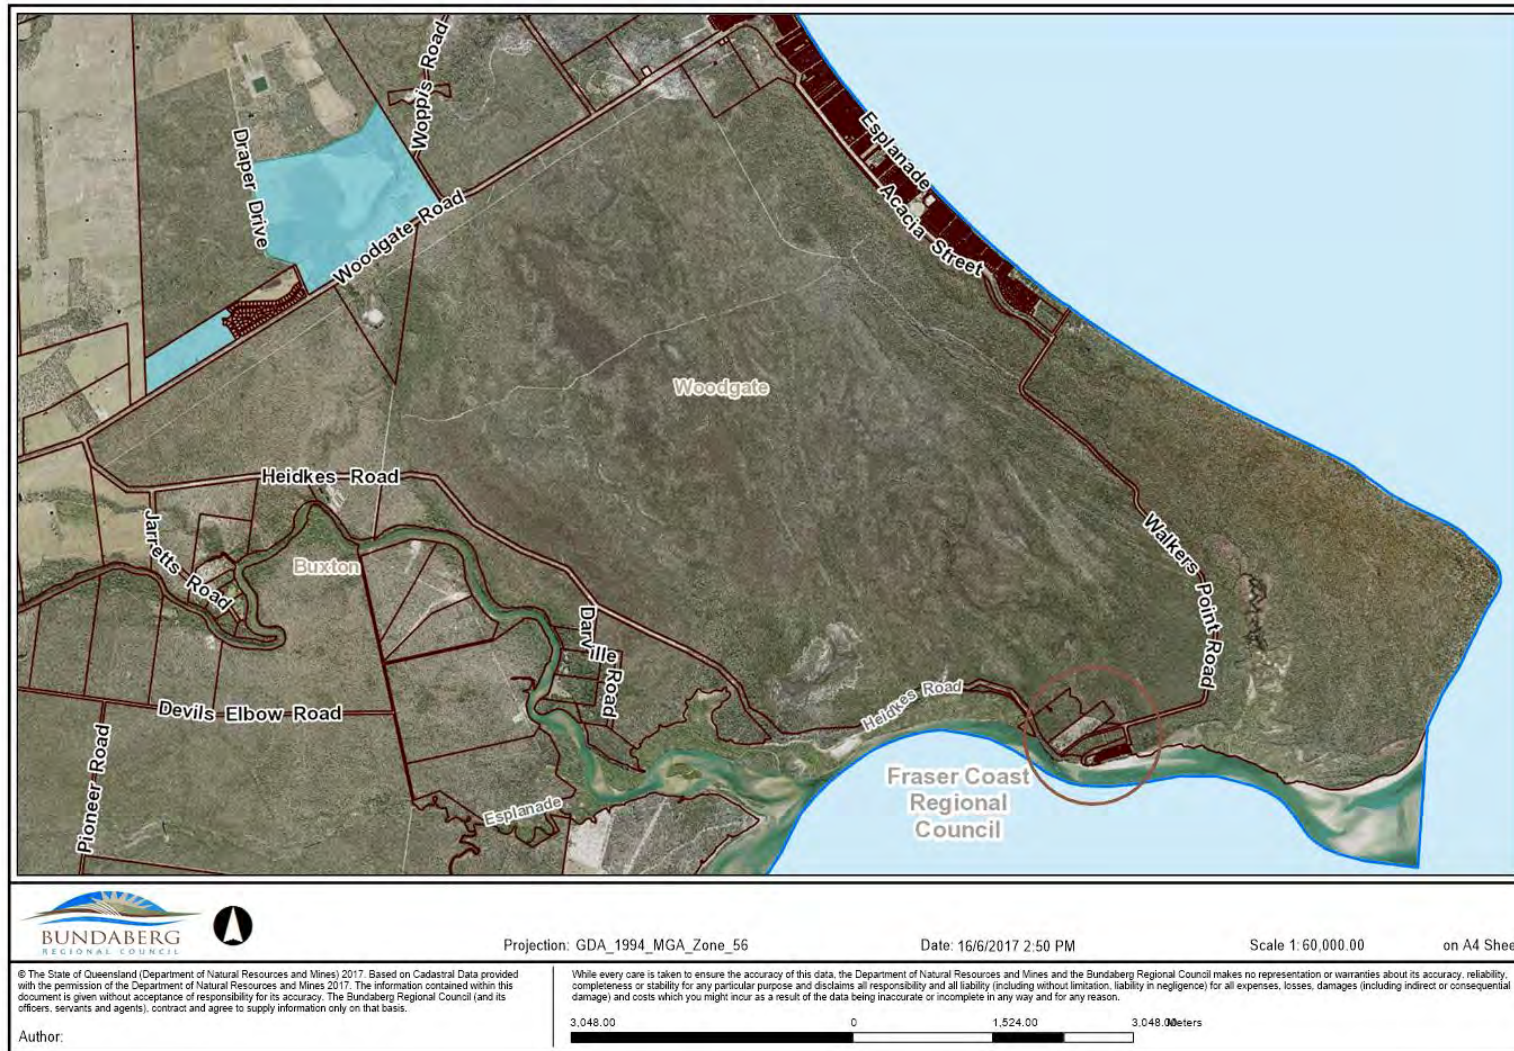 Woppis Road
Draper Drive
Woodgate Road
Esplanade
Acacia Street
Woodgate
Heidkes Road
Jarretts Road
Buxton
Walkers Point Road
Darville Road
Heidkes Road
Devils Elbow Road
Pioneer Road
Esplanade
Fraser Coast
Regional
Council
BUNDABERG
REGIONAL COUNCIL
Projection: GDA_1994_MGA_Zone_56
Date: 16/6/2017 2:50 PM
Scale 1:60,000.00
on A4 Shee
© The State of Queensland (Department of Natural Resources and Mines) 2017. Based on Cadastral Data provided
with the permission of the Department of Natural Resources and Mines 2017. The information contained within this
document is given without acceptance of responsibility for its accuracy. The Bundaberg Regional Council (and its
officers, servants and agents), contract and agree to supply information only on that basis.
Author:
While every care is taken to ensure the accuracy of this data, the Department of Natural Resources and Mines and the Bundaberg Regional Council makes no representation or warranties about its accuracy, reliability,
completeness or stability for any particular purpose and disclaims all responsibility and all liability (including without limitation, liability in negligence) for all expenses, losses, damages (including indirect or consequential
damage) and costs which you might incur as a result of the data being inaccurate or incomplete in any way and for any reason.
3,048.00 0 1,524.00 3,048.00 Meters